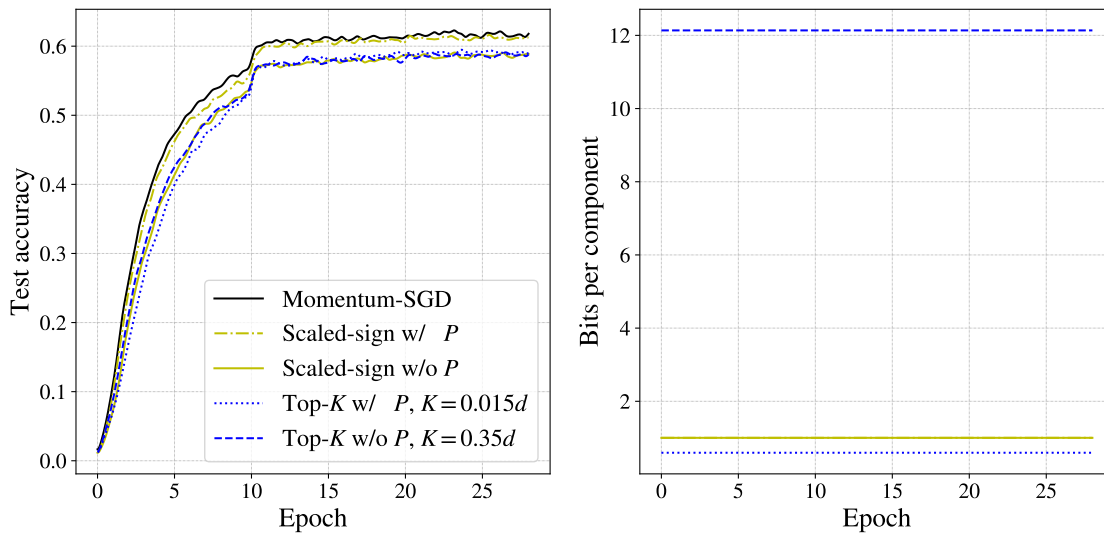 Test accuracy
0.6
0.5
0.4
0.3
0.2
0.1
0.0
Momentum-SGD
Scaled-sign w/ P
Scaled-sign w/o P
Top-K w/ P, K=0.015d
Top-K w/o P, K=0.35d
0 5 10 15 20 25
Epoch
Bits per component
12
10
8
6
4
2
0 5 10 15 20 25
Epoch